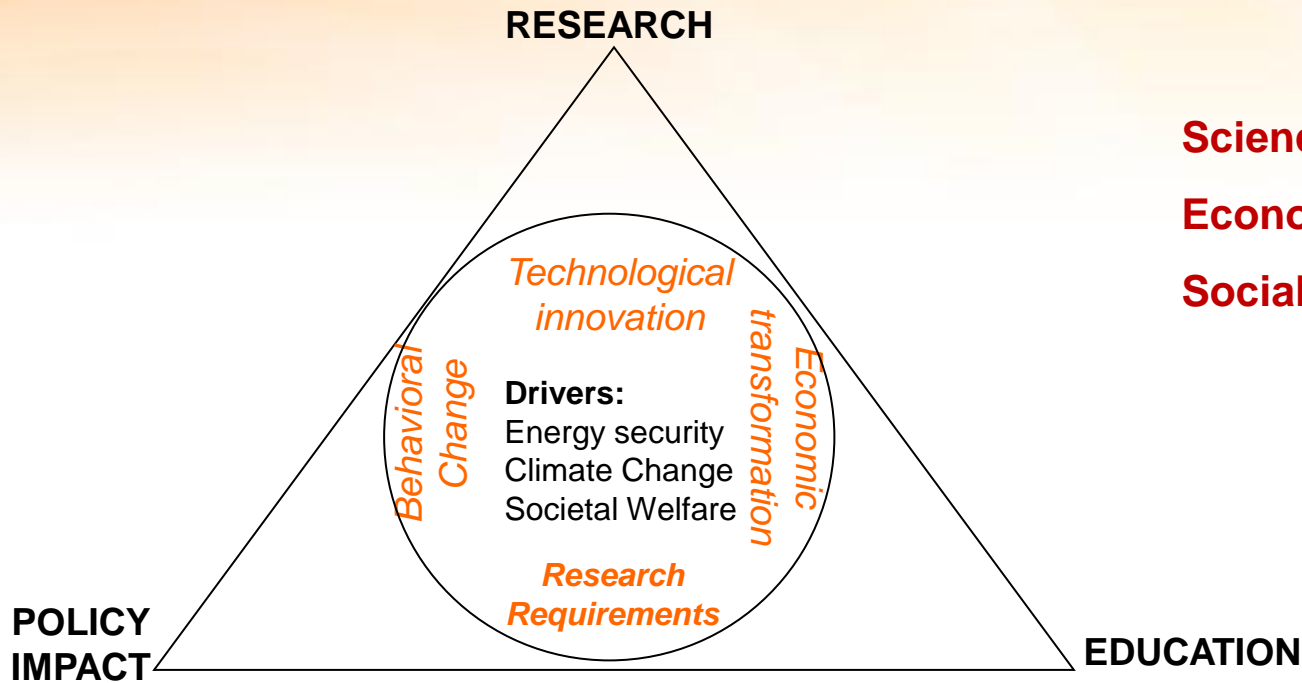 RESEARCH
Technological
innovation
Behavioral
Change
Economic
transformation
Drivers:
Energy security
Climate Change
Societal Welfare
Research
Requirements
POLICY
IMPACT
EDUCATION
Social